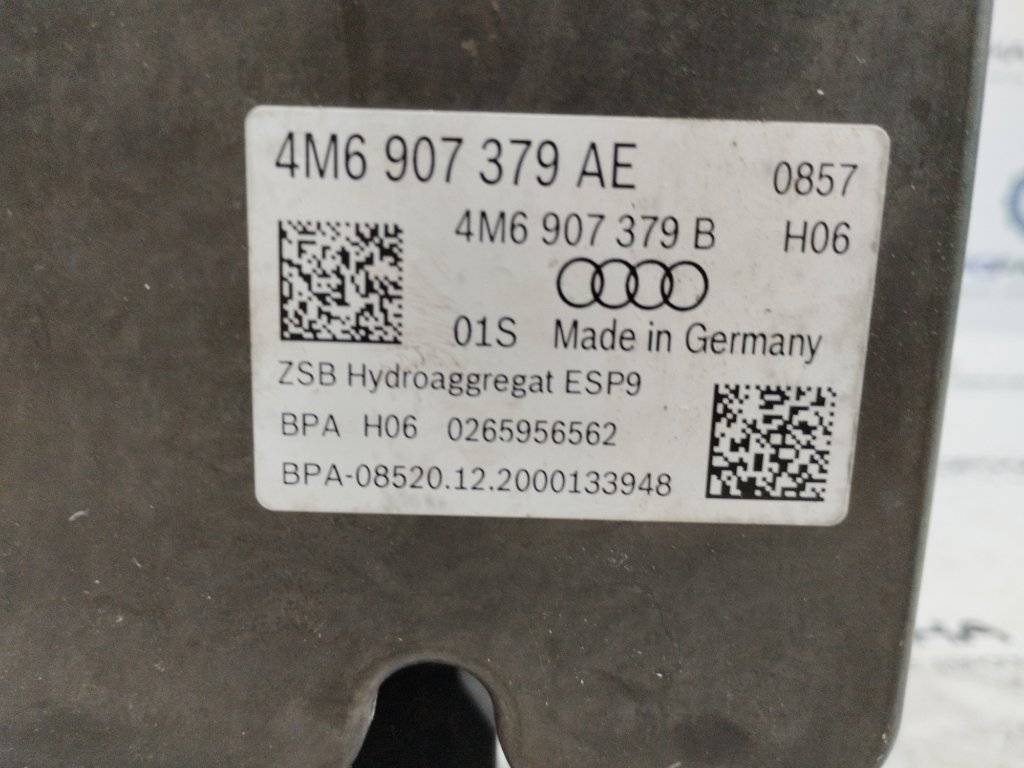 4M6 907 379 AE 0857
4M6 907 379 B H06
01S Made in Germany
ZSB Hydroaggregat ESP9
BPA H06 0265956562
BPA-08520.12.2000133948